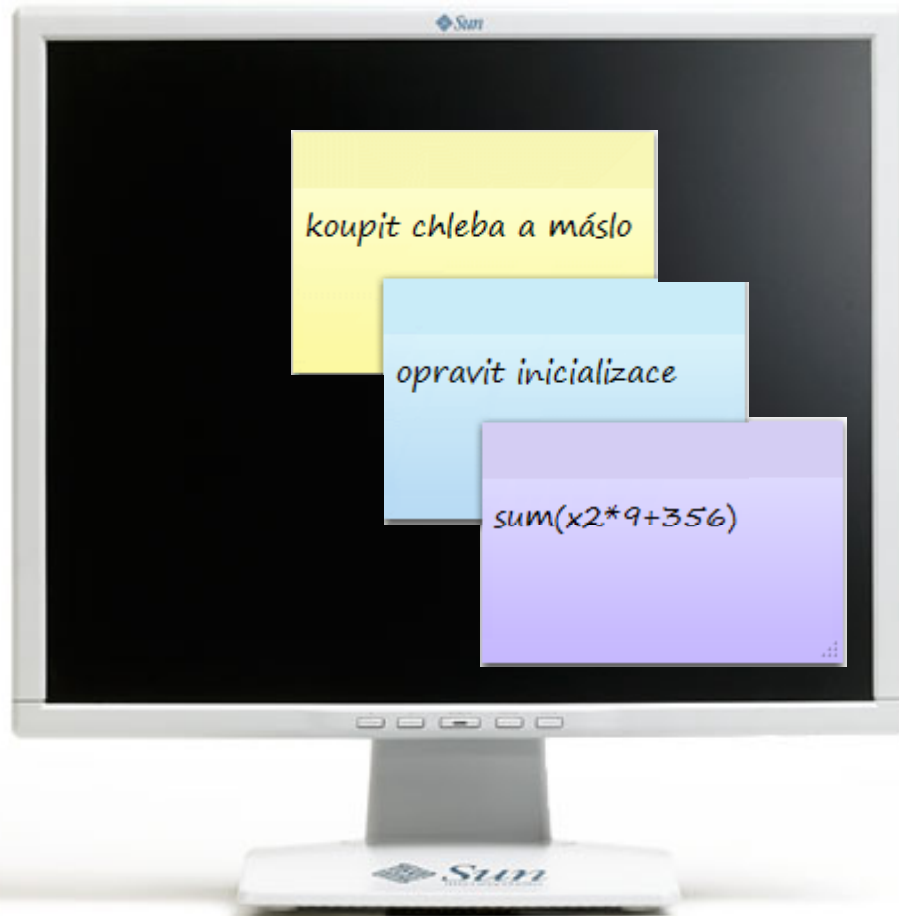 Sun
koupit chleba a máslo
opravit inicializace
sum(x2*9+356)
Sun